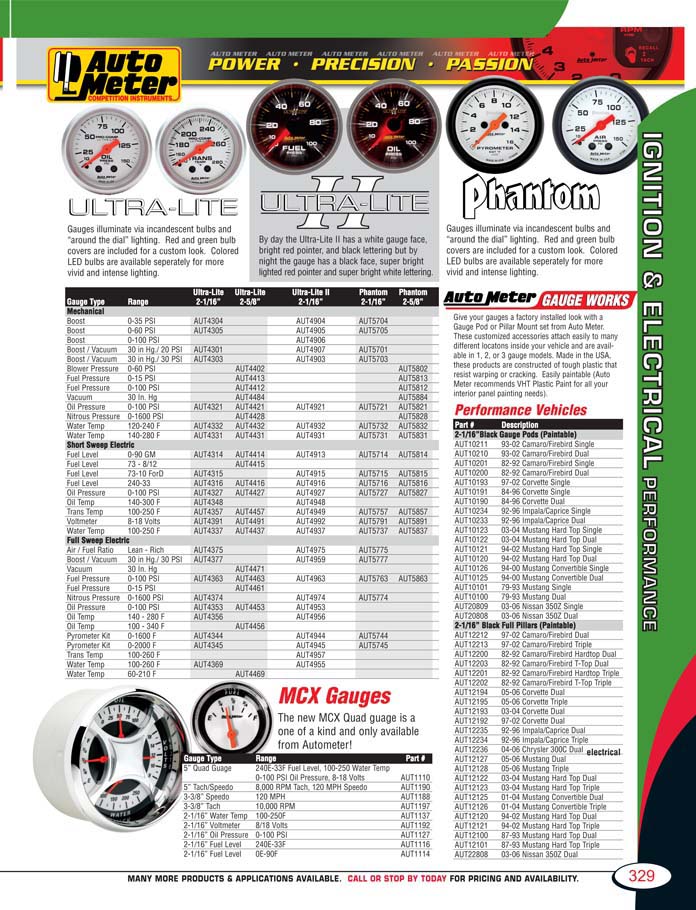 AUTO METER AUTO METER AUTO METER AUTO METER AUTO METER AUTO METER
POWER · PRECISION · PASSION
Auto
Meter
COMPETITION INSTRUMENTS
ULTRA-LITE
Gauges illuminate via incandescent bulbs and
“around the dial” lighting. Red and green bulb
covers are included for a custom look. Colored
LED bulbs are available seperately for more
vivid and intense lighting.
ULTRA-LITE
II
By day the Ultra-Lite II has a white gauge face,
bright red pointer, and black lettering but by
night the gauge has a black face, super bright
lighted red pointer and super bright white lettering.
Phantom
Gauges illuminate via incandescent bulbs and
“around the dial” lighting. Red and green bulb
covers are included for a custom look. Colored
LED bulbs are available seperately for more
vivid and intense lighting.
Ultra-Lite Ultra-Lite Ultra-Lite II Phantom Phantom
Gauge Type Range 2-1/16” 2-5/8” 2-1/16” 2-1/16” 2-5/8”
Mechanical
Boost 0-35 PSI AUT4304 AUT4904 AUT5704
Boost 0-60 PSI AUT4305 AUT4905 AUT5705
Boost 0-100 PSI AUT4906
Boost / Vacuum 30 in Hg./ 20 PSI AUT4301 AUT4907 AUT5701
Boost / Vacuum 30 in Hg./ 30 PSI AUT4303 AUT4903 AUT5703
Blower Pressure 0-60 PSI AUT4402 AUT5802
Fuel Pressure 0-15 PSI AUT4413 AUT5813
Fuel Pressure 0-100 PSI AUT4412 AUT5812
Vacuum 30 In. Hg AUT4484 AUT5884
Oil Pressure 0-100 PSI AUT4321 AUT4421 AUT4921 AUT5721 AUT5821
Nitrous Pressure 0-1600 PSI AUT4428 AUT5828
Water Temp 120-240 F AUT4332 AUT4432 AUT4932 AUT5732 AUT5832
Water Temp 140-280 F AUT4331 AUT4431 AUT4931 AUT5731 AUT5831
Short Sweep Electric
Fuel Level 0-90 GM AUT4314 AUT4414 AUT4913 AUT5714 AUT5814
Fuel Level 73 - 8/12 AUT4415
Fuel Level 73-10 ForD AUT4315 AUT4915 AUT5715 AUT5815
Fuel Level 240-33 AUT4316 AUT4416 AUT4916 AUT5716 AUT5816
Oil Pressure 0-100 PSI AUT4327 AUT4427 AUT4927 AUT5727 AUT5827
Oil Temp 140-300 F AUT4348 AUT4948
Trans Temp 100-250 F AUT4357 AUT4457 AUT4949 AUT5757 AUT5857
Voltmeter 8-18 Volts AUT4391 AUT4491 AUT4992 AUT5791 AUT5891
Water Temp 100-250 F AUT4337 AUT4437 AUT4937 AUT5737 AUT5837
Full Sweep Electric
Air / Fuel Ratio Lean - Rich AUT4375 AUT4975 AUT5775
Boost / Vacuum 30 in Hg./ 30 PSI AUT4377 AUT4959 AUT5777
Vacuum 30 In. Hg AUT4471
Fuel Pressure 0-100 PSI AUT4363 AUT4463 AUT4963 AUT5763 AUT5863
Fuel Pressure 0-15 PSI AUT4461
Nitrous Pressure 0-1600 PSI AUT4374 AUT4974 AUT5774
Oil Pressure 0-100 PSI AUT4353 AUT4453 AUT4953
Oil Temp 140 - 280 F AUT4356 AUT4956
Oil Temp 100 - 340 F AUT4456
Pyrometer Kit 0-1600 F AUT4344 AUT4944 AUT5744
Pyrometer Kit 0-2000 F AUT4345 AUT4945 AUT5745
Trans Temp 100-260 F AUT4957
Water Temp 100-260 F AUT4369 AUT4955
Water Temp 60-210 F AUT4469
Auto Meter GAUGE WORKS
Give your gauges a factory installed look with a
Gauge Pod or Pillar Mount set from Auto Meter.
These customized accessories attach easily to many
different locatons inside your vehicle and are avail-
able in 1, 2, or 3 gauge models. Made in the USA,
these products are constructed of tough plastic that
resist warping or cracking. Easily paintable (Auto
Meter recommends VHT Plastic Paint for all your
interior panel painting needs).
Performance Vehicles
Part # Description
2-1/16”Black Gauge Pods (Paintable)
AUT10211 93-02 Camaro/Firebird Single
AUT10210 93-02 Camaro/Firebird Dual
AUT10201 82-92 Camaro/Firebird Single
AUT10200 82-92 Camaro/Firebird Dual
AUT10193 97-02 Corvette Single
AUT10191 84-96 Corvette Single
AUT10190 84-96 Corvette Dual
AUT10234 92-96 Impala/Caprice Single
AUT10233 92-96 Impala/Caprice Dual
AUT10123 03-04 Mustang Hard Top Single
AUT10122 03-04 Mustang Hard Top Dual
AUT10121 94-02 Mustang Hard Top Single
AUT10120 94-02 Mustang Hard Top Dual
AUT10126 94-00 Mustang Convertible Single
AUT10125 94-00 Mustang Convertible Dual
AUT10101 79-93 Mustang Single
AUT10100 79-93 Mustang Dual
AUT20809 03-06 Nissan 350Z Single
AUT20808 03-06 Nissan 350Z Dual
2-1/16” Black Full Pillars (Paintable)
AUT12212 97-02 Camaro/Firebird Dual
AUT12213 97-02 Camaro/Firebird Triple
AUT12200 82-92 Camaro/Firebird Hardtop Dual
AUT12203 82-92 Camaro/Firebird T-Top Dual
AUT12201 82-92 Camaro/Firebird Hardtop Triple
AUT12202 82-92 Camaro/Firebird T-Top Triple
AUT12194 05-06 Corvette Dual
AUT12195 05-06 Corvette Triple
AUT12193 03-04 Corvette Dual
AUT12192 97-02 Corvette Dual
AUT12235 92-96 Impala/Caprice Dual
AUT12234 92-96 Impala/Caprice Triple
AUT12236 04-06 Chrysler 300C Dual electrical
AUT12127 05-06 Mustang Dual
AUT12128 05-06 Mustang Triple
AUT12122 03-04 Mustang Hard Top Dual
AUT12123 03-04 Mustang Hard Top Triple
AUT12125 01-04 Mustang Convertible Dual
AUT12126 01-04 Mustang Convertible Triple
AUT12120 94-02 Mustang Hard Top Dual
AUT12121 94-02 Mustang Hard Top Triple
AUT12100 87-93 Mustang Hard Top Dual
AUT12101 87-93 Mustang Hard Top Triple
AUT22808 03-06 Nissan 350Z Dual
MCX Gauges
The new MCX Quad guage is a
one of a kind and only available
from Autometer!
Gauge Type Range Part #
5” Quad Guage 240E-33F Fuel Level, 100-250 Water Temp
0-100 PSI Oil Pressure, 8-18 Volts AUT1110
5” Tach/Speedo 8,000 RPM Tach, 120 MPH Speedo AUT1190
3-3/8” Speedo 120 MPH AUT1188
3-3/8” Tach 10,000 RPM AUT1197
2-1/16” Water Temp 100-250F AUT1137
2-1/16” Voltmeter 8/18 Volts AUT1192
2-1/16” Oil Pressure 0-100 PSI AUT1127
2-1/16” Fuel Level 240E-33F AUT1116
2-1/16” Fuel Level 0E-90F AUT1114
IGNITION & ELECTRICAL PERFORMANCE
MANY MORE PRODUCTS & APPLICATIONS AVAILABLE. CALL OR STOP BY TODAY FOR PRICING AND AVAILABILITY.
329